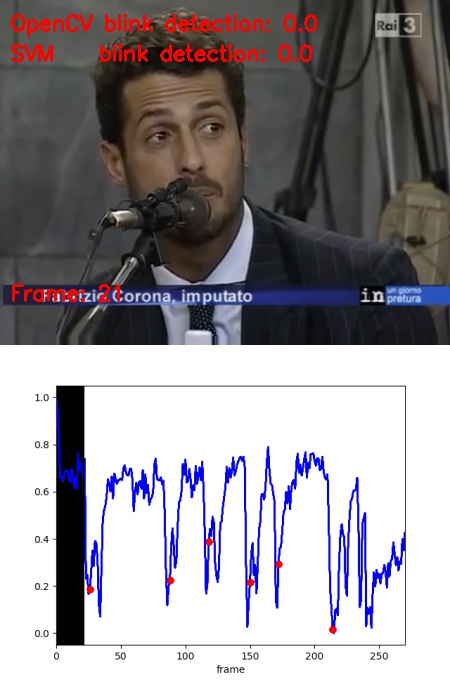 OpenCV blink detection: 0.0
SVM blink detection: 0.0
Rai 3
Frame: 21
Fabrizio Corona, imputato
in un giorno
pretura
1.0
0.8
0.6
0.4
0.2
0.0
0 50 100 150 200 250
frame